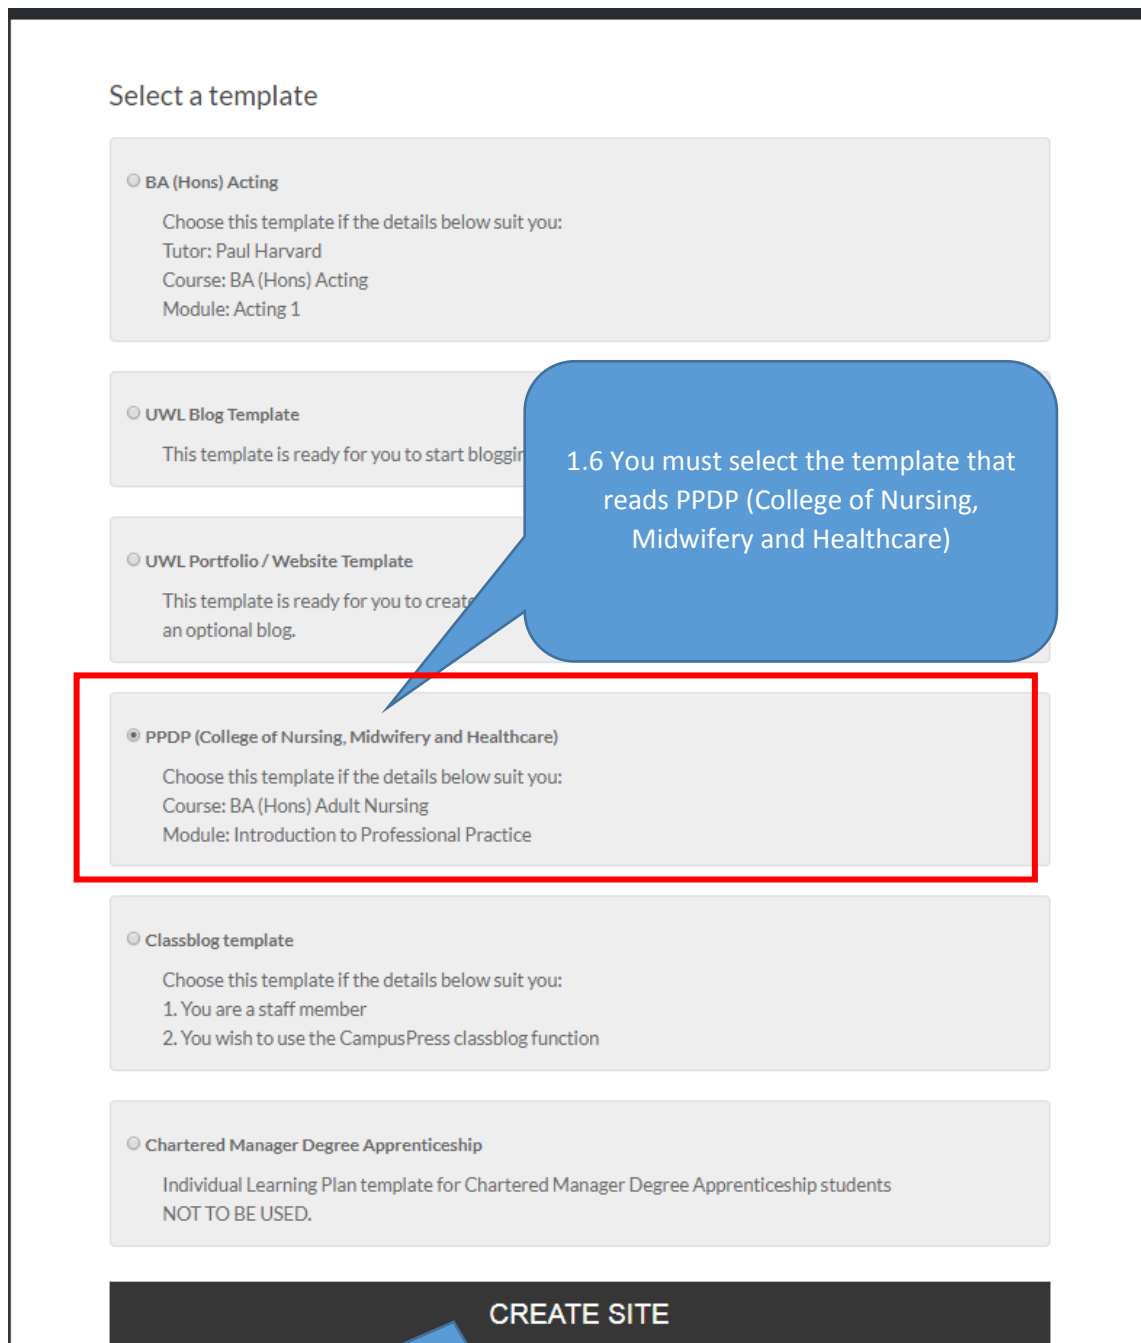 Select a template
BA (Hons) Acting
Choose this template if the details below suit you:
Tutor: Paul Harvard
Course: BA (Hons) Acting
Module: Acting 1
UWL Blog Template
This template is ready for you to start
UWL Portfolio / Website Template
This template is ready for you to create
an optional blog.
1.6 You must select the template that
reads PPDP (College of Nursing,
Midwifery and Healthcare)
PPDP (College of Nursing, Midwifery and Healthcare)
Choose this template if the details below suit you:
Course: BA (Hons) Adult Nursing
Module: Introduction to Professional Practice
Classblog template
Choose this template if the details below suit you:
1. You are a staff member
2. You wish to use the CampusPress classblog function
Chartered Manager Degree Apprenticeship
Individual Learning Plan template for Chartered Manager Degree Apprenticeship students
NOT TO BE USED.
CREATE SITE